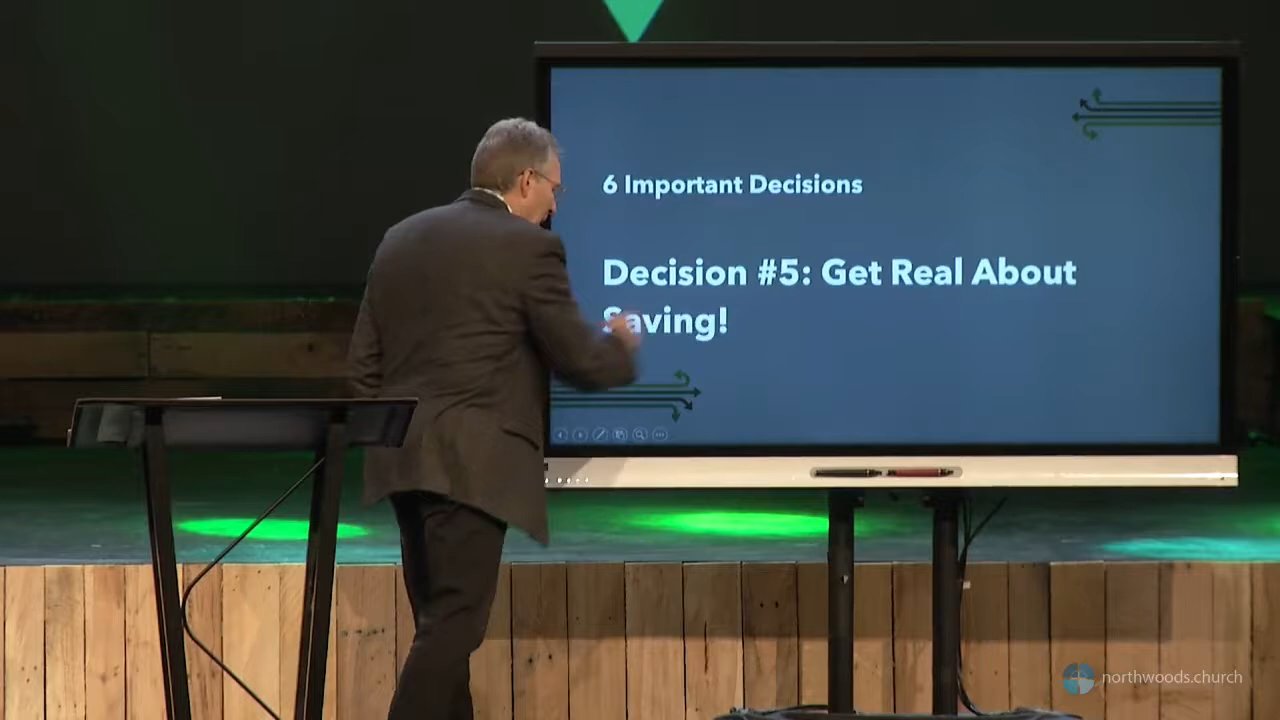 6 Important Decisions
Decision #5: Get Real About
Saving!
northwoods.church